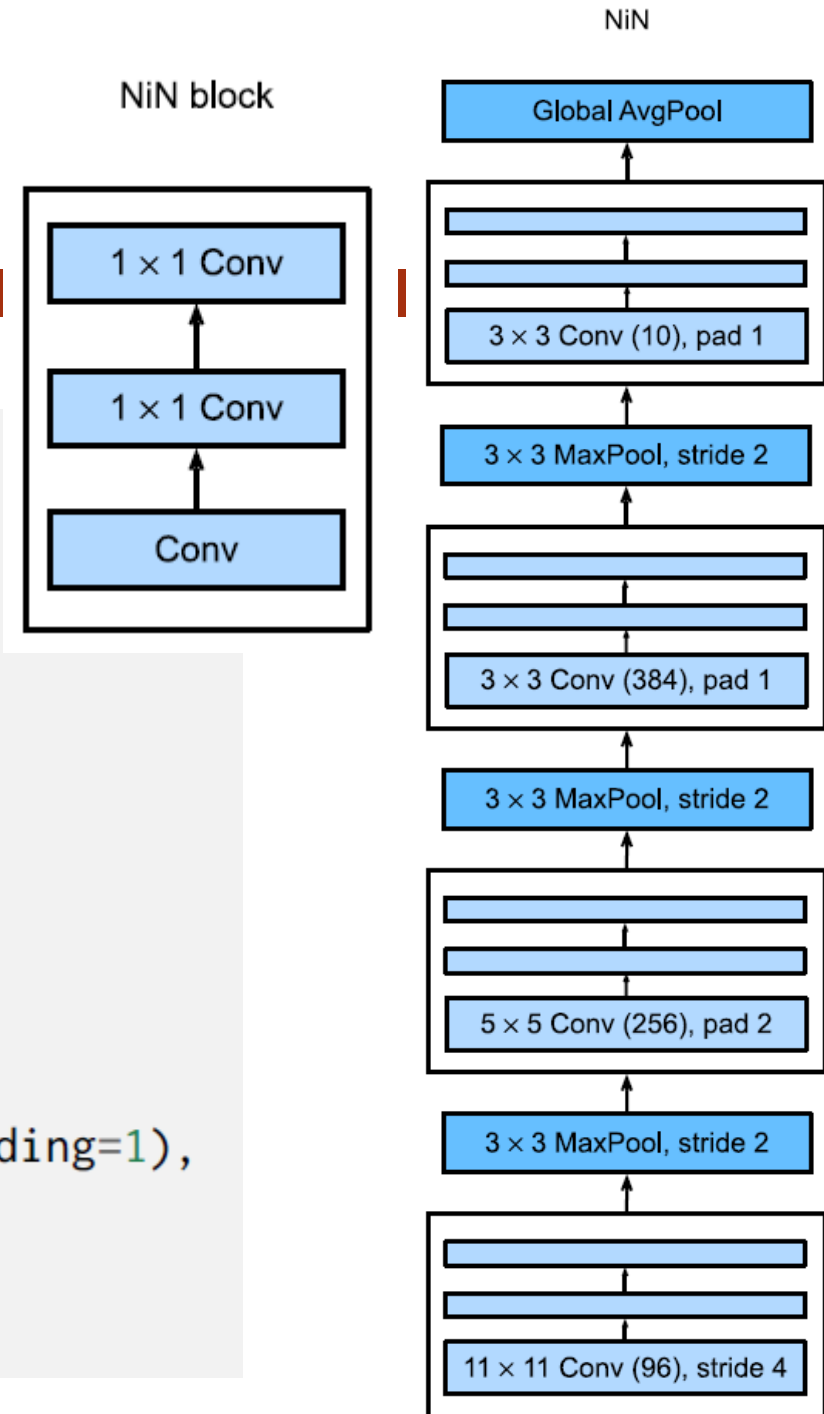 NiN block
1 × 1 Conv
1 × 1 Conv
Conv
ding=1),
NiN
Global AvgPool
3 × 3 Conv (10), pad 1
3 × 3 MaxPool, stride 2
3 × 3 Conv (384), pad 1
3 × 3 MaxPool, stride 2
5 × 5 Conv (256), pad 2
3 × 3 MaxPool, stride 2
11 × 11 Conv (96), stride 4